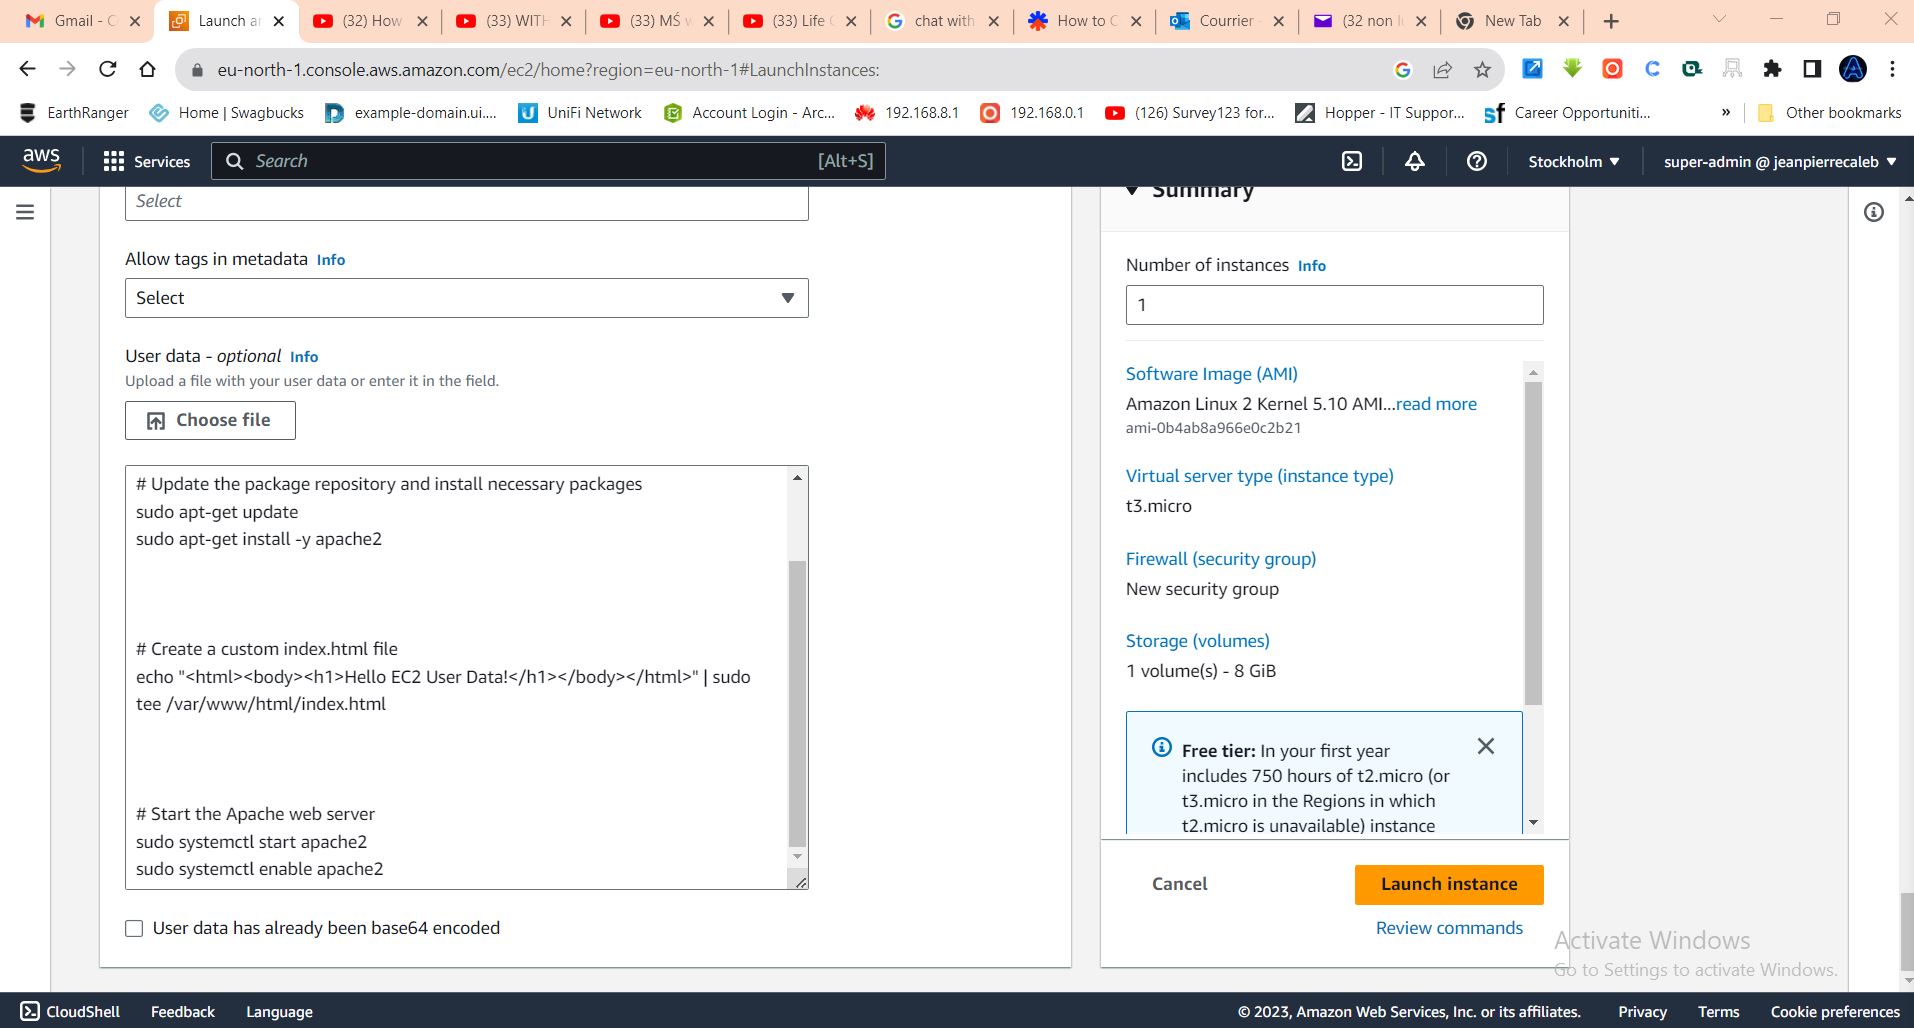 Gmail - C
Launch a
(32) How
(33) WITH
(33) MŚ w
(33) Life
chat with
How to C
Courrier -
(32 non l
New Tab
eu-north-1.console.aws.amazon.com/ec2/home?region=eu-north-1#LaunchInstances:
EarthRanger
Home | Swagbucks
example-domain.ui....
UniFi Network
Account Login - Arc...
192.168.8.1
192.168.0.1
(126) Survey123 for...
Hopper - IT Suppor...
Career Opportuniti...
»
Other bookmarks
aws
Services
Search
[Alt+S]
Stockholm
super-admin @ jeanpierrecaleb
Select
Allow tags in metadata Info
Select
User data - optional Info
Upload a file with your user data or enter it in the field.
Choose file
# Update the package repository and install necessary packages
sudo apt-get update
sudo apt-get install -y apache2
# Create a custom index.html file
echo "<html><body><h1>Hello EC2 User Data!</h1></body></html>" | sudo
tee /var/www/html/index.html
# Start the Apache web server
sudo systemctl start apache2
sudo systemctl enable apache2
User data has already been base64 encoded
Summary
Number of instances Info
1
Software Image (AMI)
Amazon Linux 2 Kernel 5.10 AMI...read more
ami-0b4ab8a966e0c2b21
Virtual server type (instance type)
t3.micro
Firewall (security group)
New security group
Storage (volumes)
1 volume(s) - 8 GiB
Free tier: In your first year
includes 750 hours of t2.micro (or
t3.micro in the Regions in which
t2.micro is unavailable) instance
Cancel
Launch instance
Review commands
Activate Windows
Go to Settings to activate Windows.
CloudShell
Feedback
Language
© 2023, Amazon Web Services, Inc. or its affiliates.
Privacy
Terms
Cookie preferences